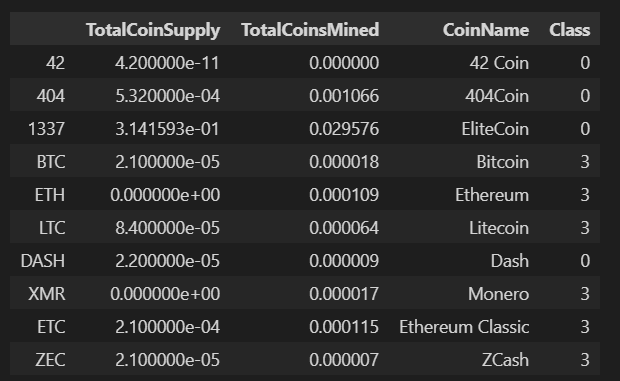 TotalCoinSupply TotalCoinsMined CoinName Class
42 4.200000e-11 0.000000 42 Coin 0
404 5.320000e-04 0.001066 404Coin 0
1337 3.141593e-01 0.029576 EliteCoin 0
BTC 2.100000e-05 0.000018 Bitcoin 3
ETH 0.000000e+00 0.000109 Ethereum 3
LTC 8.400000e-05 0.000064 Litecoin 3
DASH 2.200000e-05 0.000009 Dash 0
XMR 0.000000e+00 0.000017 Monero 3
ETC 2.100000e-04 0.000115 Ethereum Classic 3
ZEC 2.100000e-05 0.000007 ZCash 3